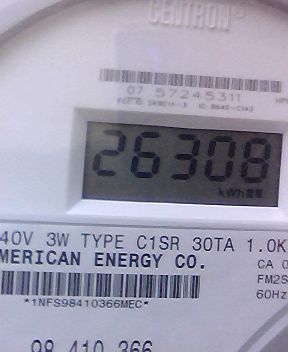 CENTRON®
07 57245311
26308
kWh
40V 3W TYPE C1SR 30TA 1.0K
MERICAN ENERGY CO. CA 0
FM2S
60Hz
*1NFS98410366MEC*
98 410 366